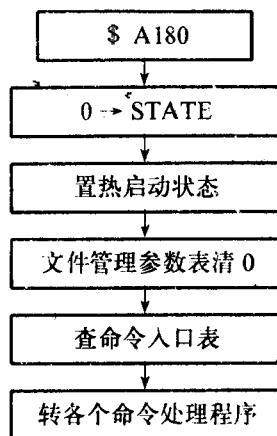 $ A180
0→STATE
置热启动状态
文件管理参数表清 0
查命令入口表
转各个命令处理程序